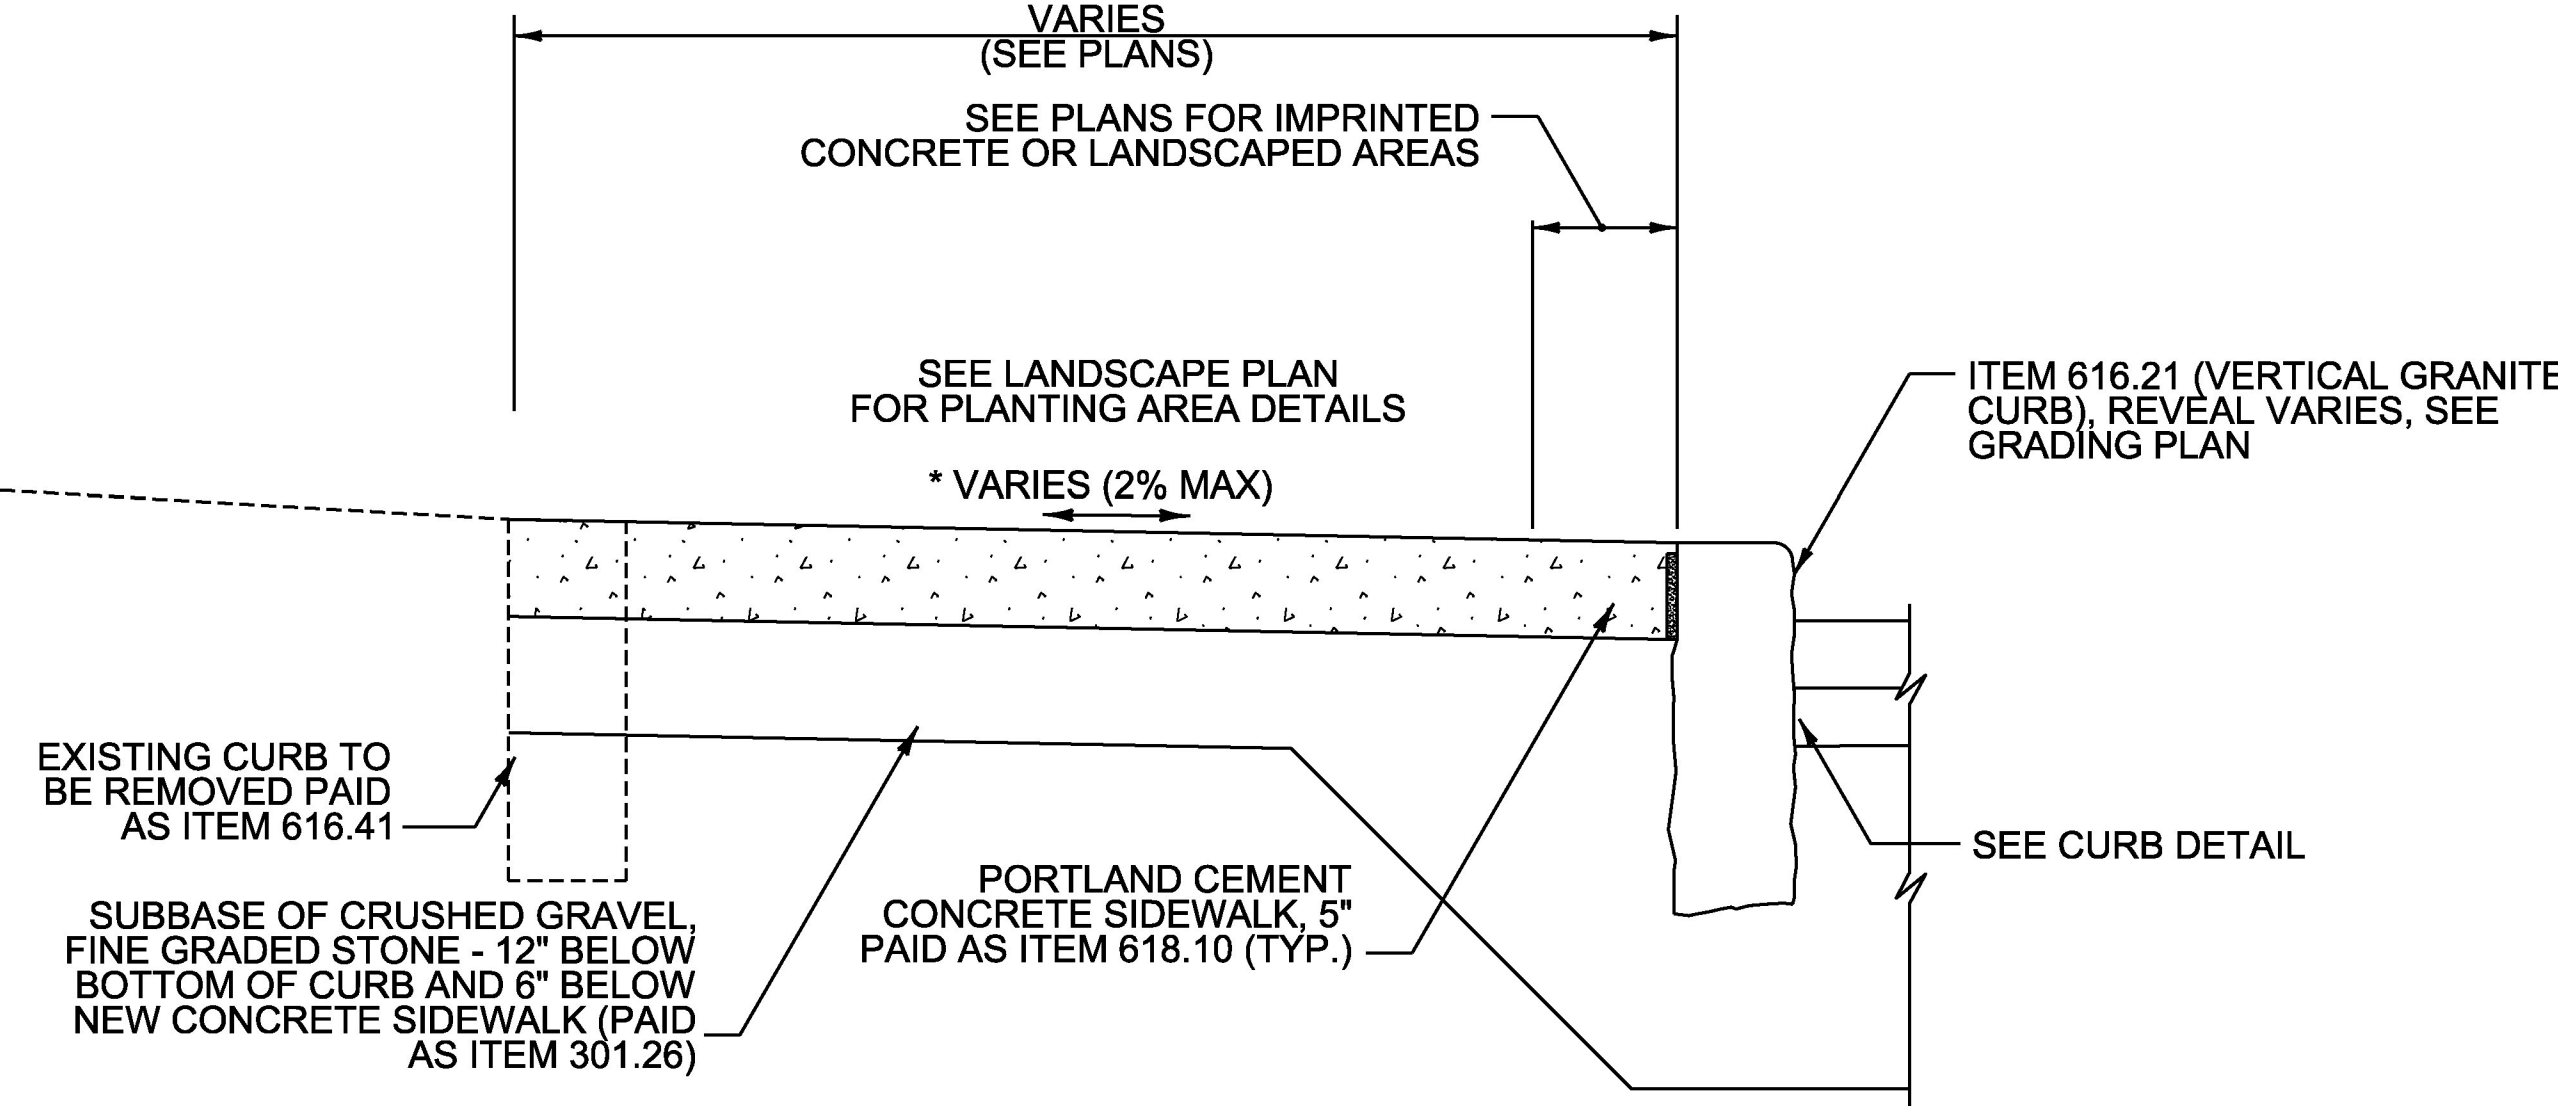 VARIES
(SEE PLANS)
SEE PLANS FOR IMPRINTED
CONCRETE OR LANDSCAPED AREAS
SEE LANDSCAPE PLAN
FOR PLANTING AREA DETAILS
* VARIES (2% MAX)
ITEM 616.21 (VERTICAL GRANITE
CURB), REVEAL VARIES, SEE
GRADING PLAN
EXISTING CURB TO
BE REMOVED PAID
AS ITEM 616.41
SUBBASE OF CRUSHED GRAVEL,
FINE GRADED STONE - 12" BELOW
BOTTOM OF CURB AND 6" BELOW
NEW CONCRETE SIDEWALK (PAID
AS ITEM 301.26)
PORTLAND CEMENT
CONCRETE SIDEWALK, 5"
PAID AS ITEM 618.10 (TYP.)
SEE CURB DETAIL